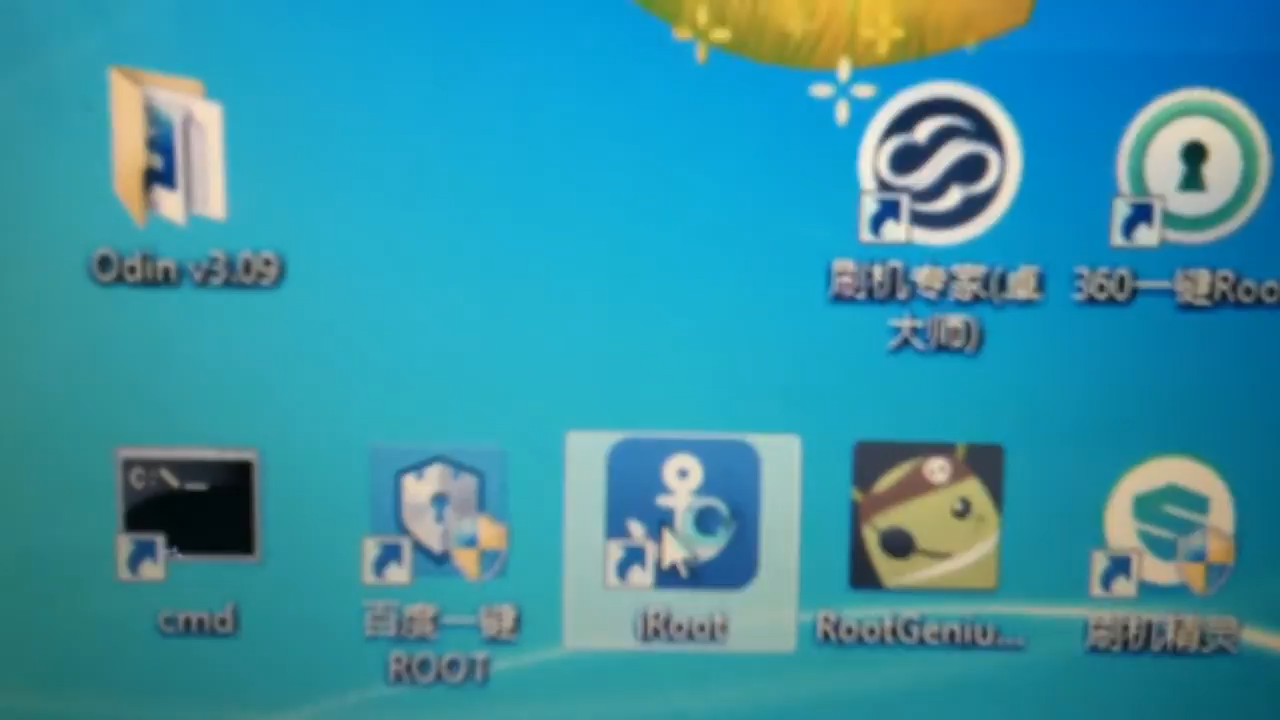 Odin v3.09
刷机专家(卓
大师)
360一键Roo
C:\_
cmd
百度一键
ROOT
iRoot
RootGeniu...
刷机精灵